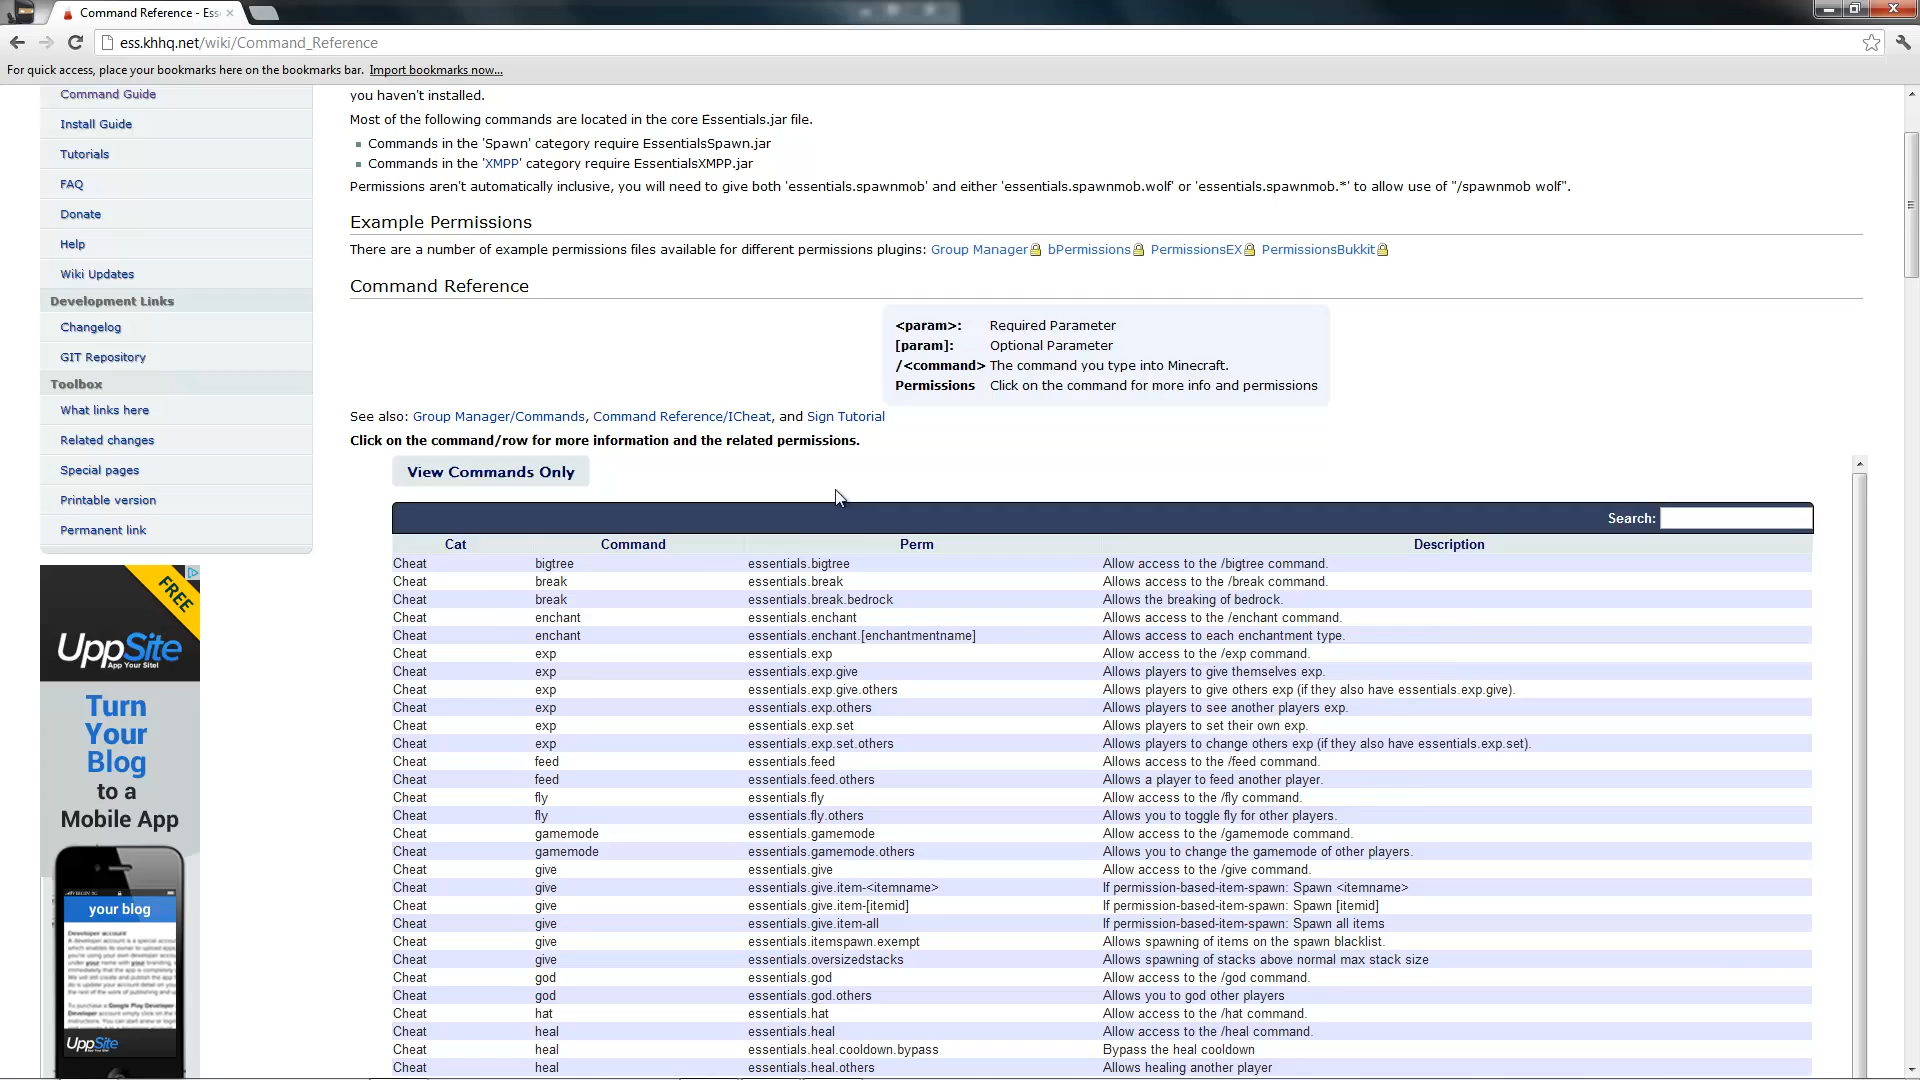 Command Reference - Ess
ess.khhq.net/wiki/Command_Reference
For quick access, place your bookmarks here on the bookmarks bar. Import bookmarks now...
Command Guide
Install Guide
Tutorials
FAQ
Donate
Help
Wiki Updates
Development Links
Changelog
GIT Repository
Toolbox
What links here
Related changes
Special pages
Printable version
Permanent link
FREE
UppSite
App Your Site!
Turn
Your
Blog
to a
Mobile App
your blog
Developer account
UppSite
you haven't installed.
Most of the following commands are located in the core Essentials.jar file.
Commands in the 'Spawn' category require EssentialsSpawn.jar
Commands in the 'XMPP' category require EssentialsXMPP.jar
Permissions aren't automatically inclusive, you will need to give both 'essentials.spawnmob' and either 'essentials.spawnmob.wolf' or 'essentials.spawnmob.*' to allow use of "/spawnmob wolf".
Example Permissions
There are a number of example permissions files available for different permissions plugins: Group Manager bPermissions PermissionsEX PermissionsBukkit
Command Reference
<param>: Required Parameter
[param]: Optional Parameter
/<command> The command you type into Minecraft.
Permissions Click on the command for more info and permissions
See also: Group Manager/Commands, Command Reference/ICheat, and Sign Tutorial
Click on the command/row for more information and the related permissions.
View Commands Only
Search:
Cat Command Perm Description
Cheat bigtree essentials.bigtree Allow access to the /bigtree command.
Cheat break essentials.break Allows access to the /break command.
Cheat break essentials.break.bedrock Allows the breaking of bedrock.
Cheat enchant essentials.enchant Allows access to the /enchant command.
Cheat enchant essentials.enchant.[enchantmentname] Allows access to each enchantment type.
Cheat exp essentials.exp Allow access to the /exp command.
Cheat exp essentials.exp.give Allows players to give themselves exp.
Cheat exp essentials.exp.give.others Allows players to give others exp (if they also have essentials.exp.give).
Cheat exp essentials.exp.others Allows players to see another players exp.
Cheat exp essentials.exp.set Allows players to set their own exp.
Cheat exp essentials.exp.set.others Allows players to change others exp (if they also have essentials.exp.set).
Cheat feed essentials.feed Allows access to the /feed command.
Cheat feed essentials.feed.others Allows a player to feed another player.
Cheat fly essentials.fly Allow access to the /fly command.
Cheat fly essentials.fly.others Allows you to toggle fly for other players.
Cheat gamemode essentials.gamemode Allow access to the /gamemode command.
Cheat gamemode essentials.gamemode.others Allows you to change the gamemode of other players.
Cheat give essentials.give Allow access to the /give command.
Cheat give essentials.give.item-<itemname> If permission-based-item-spawn: Spawn <itemname>
Cheat give essentials.give.item-[itemid] If permission-based-item-spawn: Spawn [itemid]
Cheat give essentials.give.item-all If permission-based-item-spawn: Spawn all items
Cheat give essentials.itemspawn.exempt Allows spawning of items on the spawn blacklist.
Cheat give essentials.oversizedstacks Allows spawning of stacks above normal max stack size
Cheat god essentials.god Allow access to the /god command.
Cheat god essentials.god.others Allows you to god other players
Cheat hat essentials.hat Allow access to the /hat command.
Cheat heal essentials.heal Allow access to the /heal command.
Cheat heal essentials.heal.cooldown.bypass Bypass the heal cooldown
Cheat heal essentials.heal.others Allows healing another player